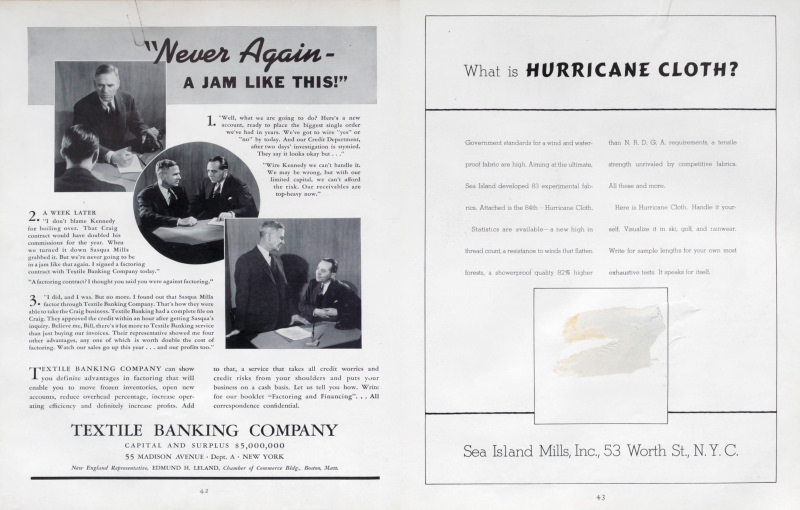 "Never Again-
A JAM LIKE THIS!"
1. "Well, what we are going to do? Here's a new
account, ready to place the biggest single order
we've had in years. We've got to wire "yes" or
"no" by today. And our Credit Department,
after two days' investigation is stymied.
They say it looks okay but . . ."
"Wire Kennedy we can't handle it.
We may be wrong, but with our
limited capital, we can't afford
the risk. Our receivables are
top-heavy now."
2. A WEEK LATER
"I don't blame Kennedy
for boiling over. That Craig
contract would have doubled his
commissions for the year. When
we turned it down Sasqua Mills
grabbed it. But we're never going to be
in a jam like that again. I signed a factoring
contract with Textile Banking Company today."
"A factoring contract? I thought you said you were against factoring."
3. "I did, and I was. But no more. I found out that Sasqua Mills
factor through Textile Banking Company. That's how they were
able to take the Craig business. Textile Banking had a complete file on
Craig. They approved the credit within an hour after getting Sasqua's
inquiry. Believe me, Bill, there's a lot more to Textile Banking service
than just buying our invoices. Their representative showed me four
other advantages, any one of which is worth double the cost of
factoring. Watch our sales go up this year . . . and our profits too."
TEXTILE BANKING COMPANY can show
you definite advantages in factoring that will
enable you to move frozen inventories, open new
accounts, reduce overhead percentage, increase oper-
ating efficiency and definitely increase profits. Add
to that, a service that takes all credit worries and
credit risks from your shoulders and puts your
business on a cash basis. Let us tell you how. Write
for our booklet "Factoring and Financing". . . All
correspondence confidential.
TEXTILE BANKING COMPANY
CAPITAL AND SURPLUS $5,000,000
55 MADISON AVENUE · Dept. A · NEW YORK
New England Representative, EDMUND H. LELAND, Chamber of Commerce Bldg., Boston, Mass.
42
What is HURRICANE CLOTH?
Government standards for a wind and water-
proof fabric are high. Aiming at the ultimate,
Sea Island developed 83 experimental fab-
rics. Attached is the 84th—Hurricane Cloth.
Statistics are available—a new high in
thread count, a resistance to winds that flatten
forests, a showerproof quality 82% higher
than N. R. D. G. A. requirements, a tensile
strength unrivaled by competitive fabrics.
All these and more.
Here is Hurricane Cloth. Handle it your-
self. Visualize it in ski, golf, and rainwear.
Write for sample lengths for your own most
exhaustive tests. It speaks for itself.
Sea Island Mills, Inc., 53 Worth St., N. Y. C.
43